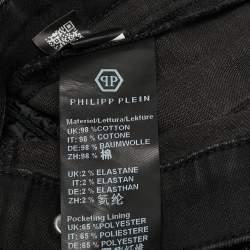 PHILIPP PLEIN
Materiel/Lettura/Lekture
UK:98 %COTTON
IT: 98 % COTONE
DE:98 % BAUMWOLLE
ZH:98 % 棉
UK:2 % ELASTANE
IT: 2 % ELASTAN
DE:2 % ELASTANE
ZH:2 % 氨纶
Pocketing Lining
UK:65 %POLYESTER
IT: 65 % POLIESTERE
DE:65 % POLYESTER